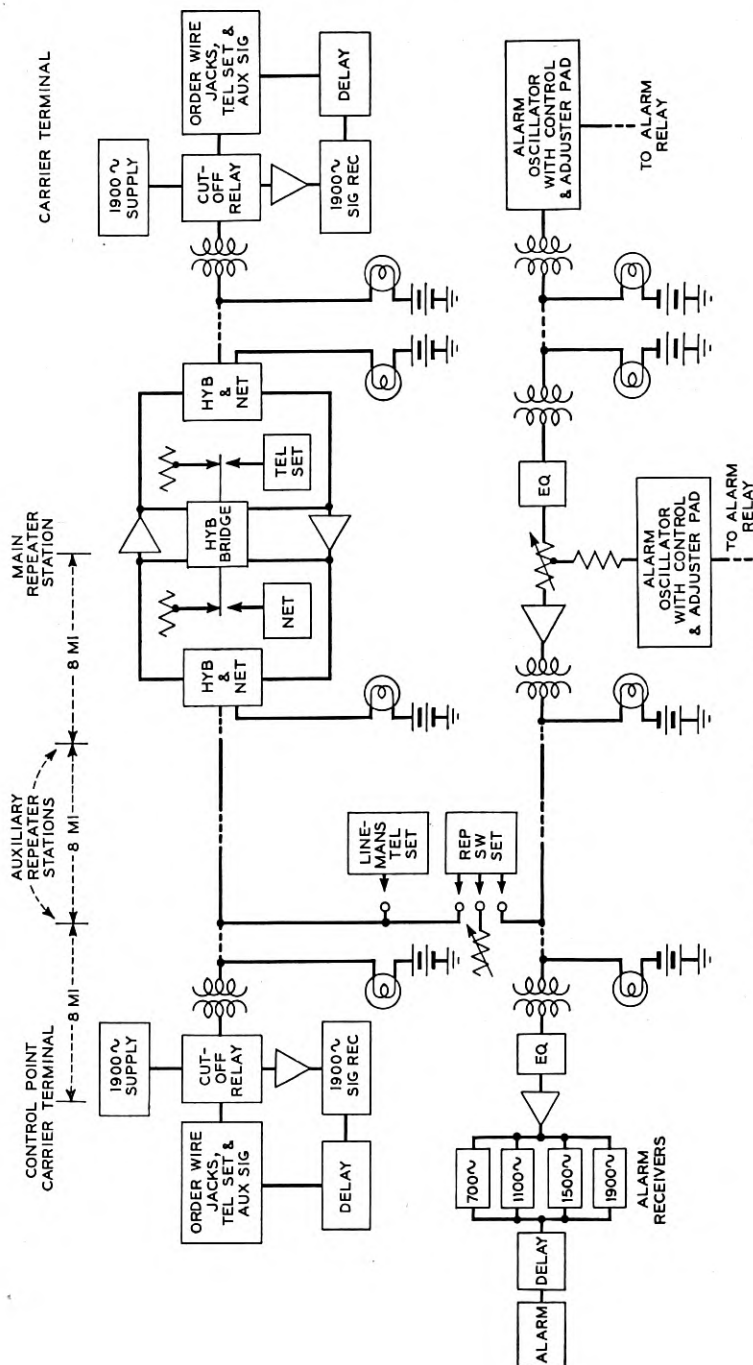 CONTROL POINT
CARRIER TERMINAL
AUXILIARY
REPEATER
STATIONS
MAIN
REPEATER
STATION
CARRIER TERMINAL
8 MI
8 MI
8 MI
1900~
SUPPLY
ORDER WIRE
JACKS,
TEL SET &
AUX SIG
CUT-
OFF
RELAY
DELAY
1900~
SIG REC
LINE-
MANS
TEL
SET
REP
SW
SET
HYB
& NET
NET
HYB
BRIDGE
TEL
SET
HYB
& NET
1900~
SUPPLY
CUT-
OFF
RELAY
ORDER WIRE
JACKS,
TEL SET &
AUX SIG
1900~
SIG REC
DELAY
ALARM
DELAY
700~
1100~
1500~
1900~
ALARM
RECEIVERS
EQ
EQ
ALARM
OSCILLATOR
WITH CONTROL
& ADJUSTER PAD
TO ALARM
RELAY
ALARM
OSCILLATOR
WITH CONTROL
& ADJUSTER PAD
TO ALARM
RELAY